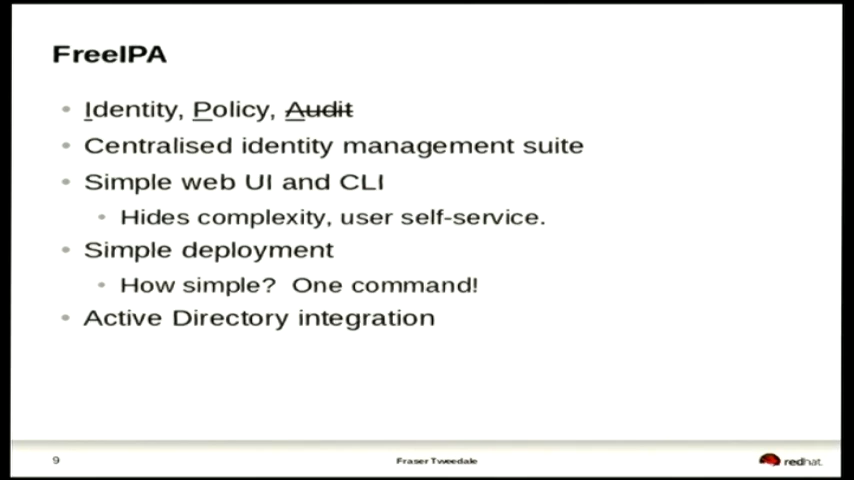 FreeIPA
• Identity, Policy, Audit
• Centralised identity management suite
• Simple web UI and CLI
• Hides complexity, user self-service.
• Simple deployment
• How simple? One command!
• Active Directory integration
9
Fraser Tweedale
redhat.